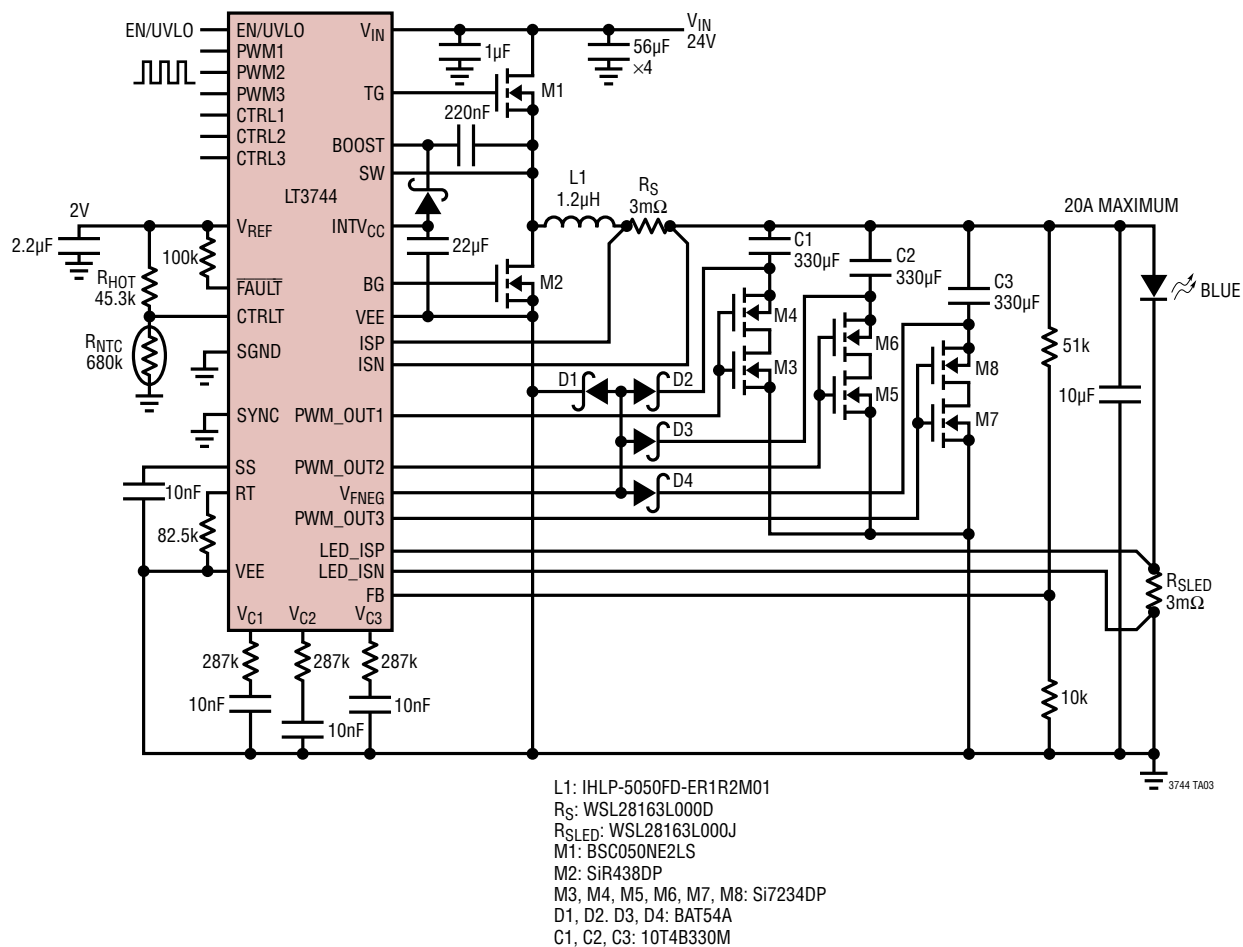 EN/UVLO
EN/UVLO
PWM1
PWM2
PWM3
CTRL1
CTRL2
CTRL3
LT3744
VREF
FAULT
CTRLT
SGND
SYNC
SS
RT
VEE
VC1
VC2
VC3
VIN
TG
BOOST
SW
INTVCC
BG
VEE
ISP
ISN
PWM_OUT1
PWM_OUT2
VFNEG
PWM_OUT3
LED_ISP
LED_ISN
FB
VIN
24V
1µF
56µF
×4
M1
220nF
L1
1.2µH
RS
3mΩ
20A MAXIMUM
2V
2.2µF
100k
RHOT
45.3k
RNTC
680k
22µF
M2
C1
330µF
C2
330µF
C3
330µF
BLUE
M4
M3
M6
M5
M8
M7
51k
10µF
D1
D2
D3
D4
10nF
82.5k
RSLED
3mΩ
287k
287k
287k
10nF
10nF
10nF
10k
3744 TA03
L1: IHLP-5050FD-ER1R2M01
RS: WSL28163L000D
RSLED: WSL28163L000J
M1: BSC050NE2LS
M2: SiR438DP
M3, M4, M5, M6, M7, M8: Si7234DP
D1, D2. D3, D4: BAT54A
C1, C2, C3: 10T4B330M